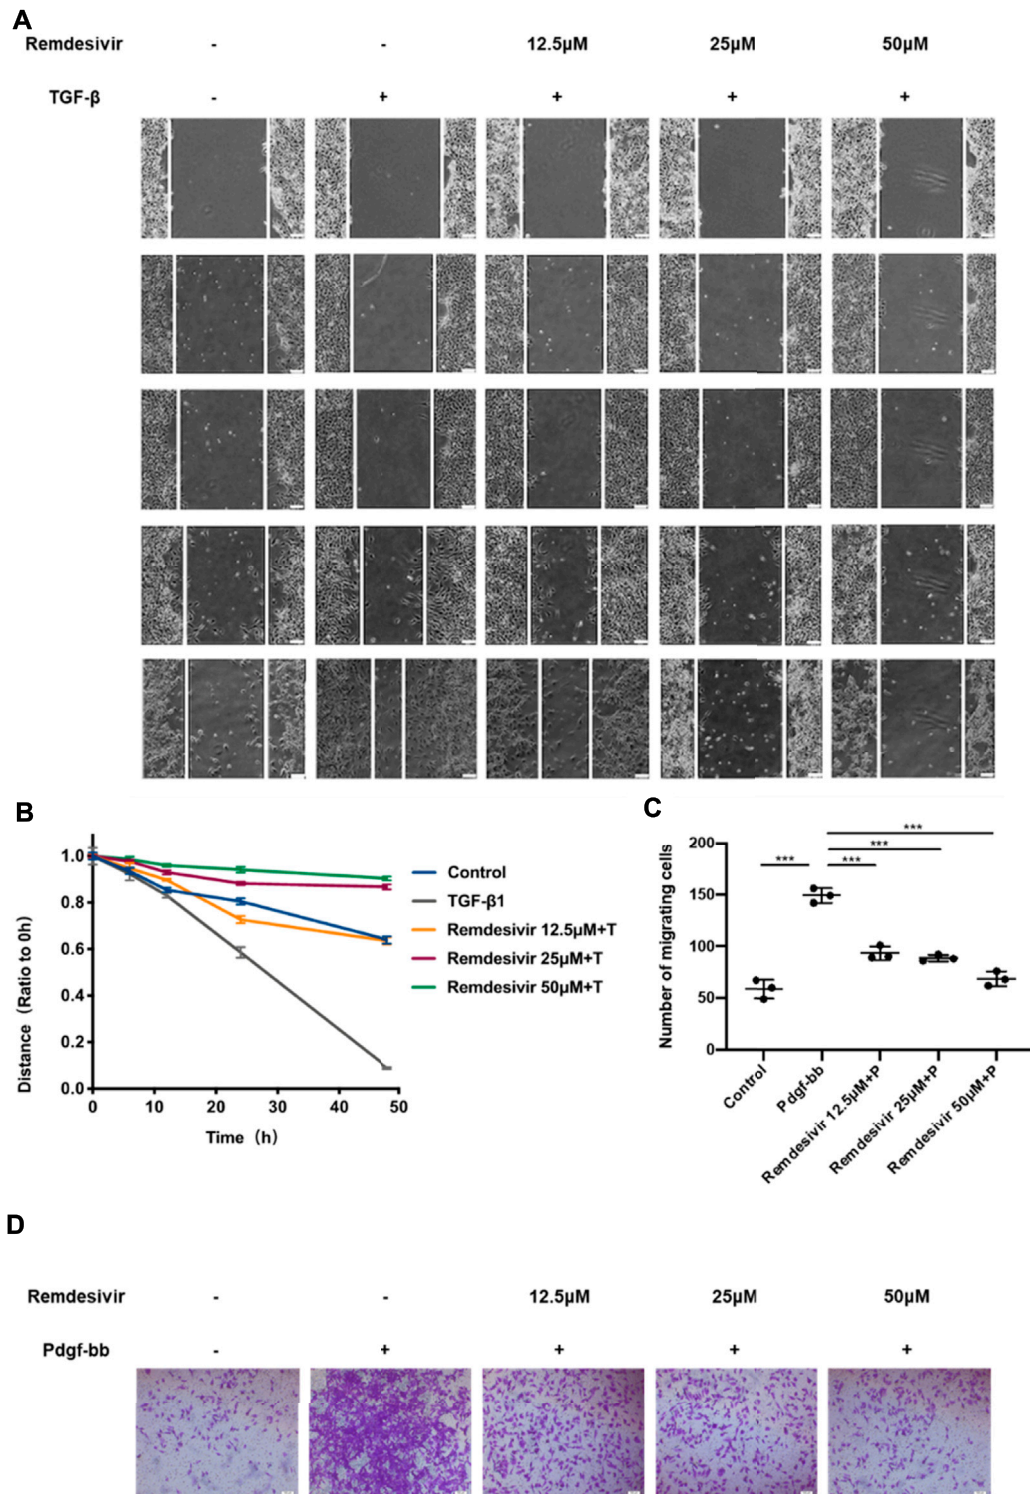 A
Remdesivir - - 12.5μM 25μM 50μM
TGF-β - + + + +
B
Distance (Ratio to 0h)
1.0
0.8
0.6
0.4
0.2
0.0
0 10 20 30 40 50
Time (h)
Control
TGF-β1
Remdesivir 12.5μM+T
Remdesivir 25μM+T
Remdesivir 50μM+T
C
Number of migrating cells
200
150
100
50
0
***
***
*** ***
Control
Pdgf-bb
Remdesivir 12.5μM+P
Remdesivir 25μM+P
Remdesivir 50μM+P
D
Remdesivir - - 12.5μM 25μM 50μM
Pdgf-bb - + + + +